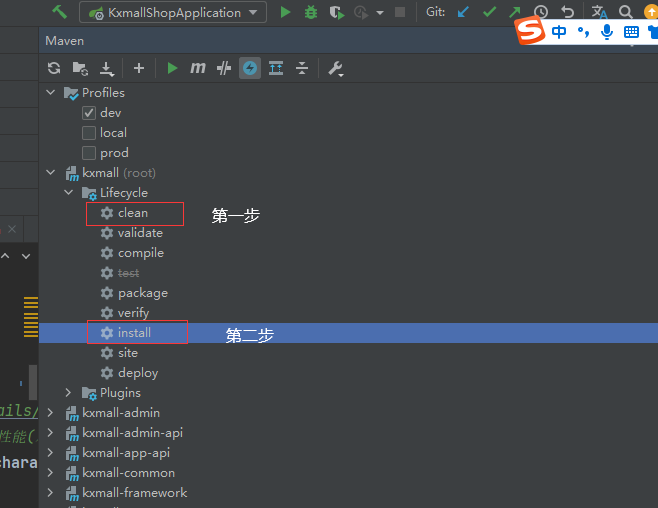 KxmallShopApplication
Git:
S 中
Maven
m
Profiles
dev
local
prod
kxmall (root)
Lifecycle
clean 第一步
validate
compile
test
package
verify
install 第二步
site
deploy
Plugins
kxmall-admin
ails/
kxmall-admin-api
性能(
kxmall-app-api
chara
kxmall-common
kxmall-framework